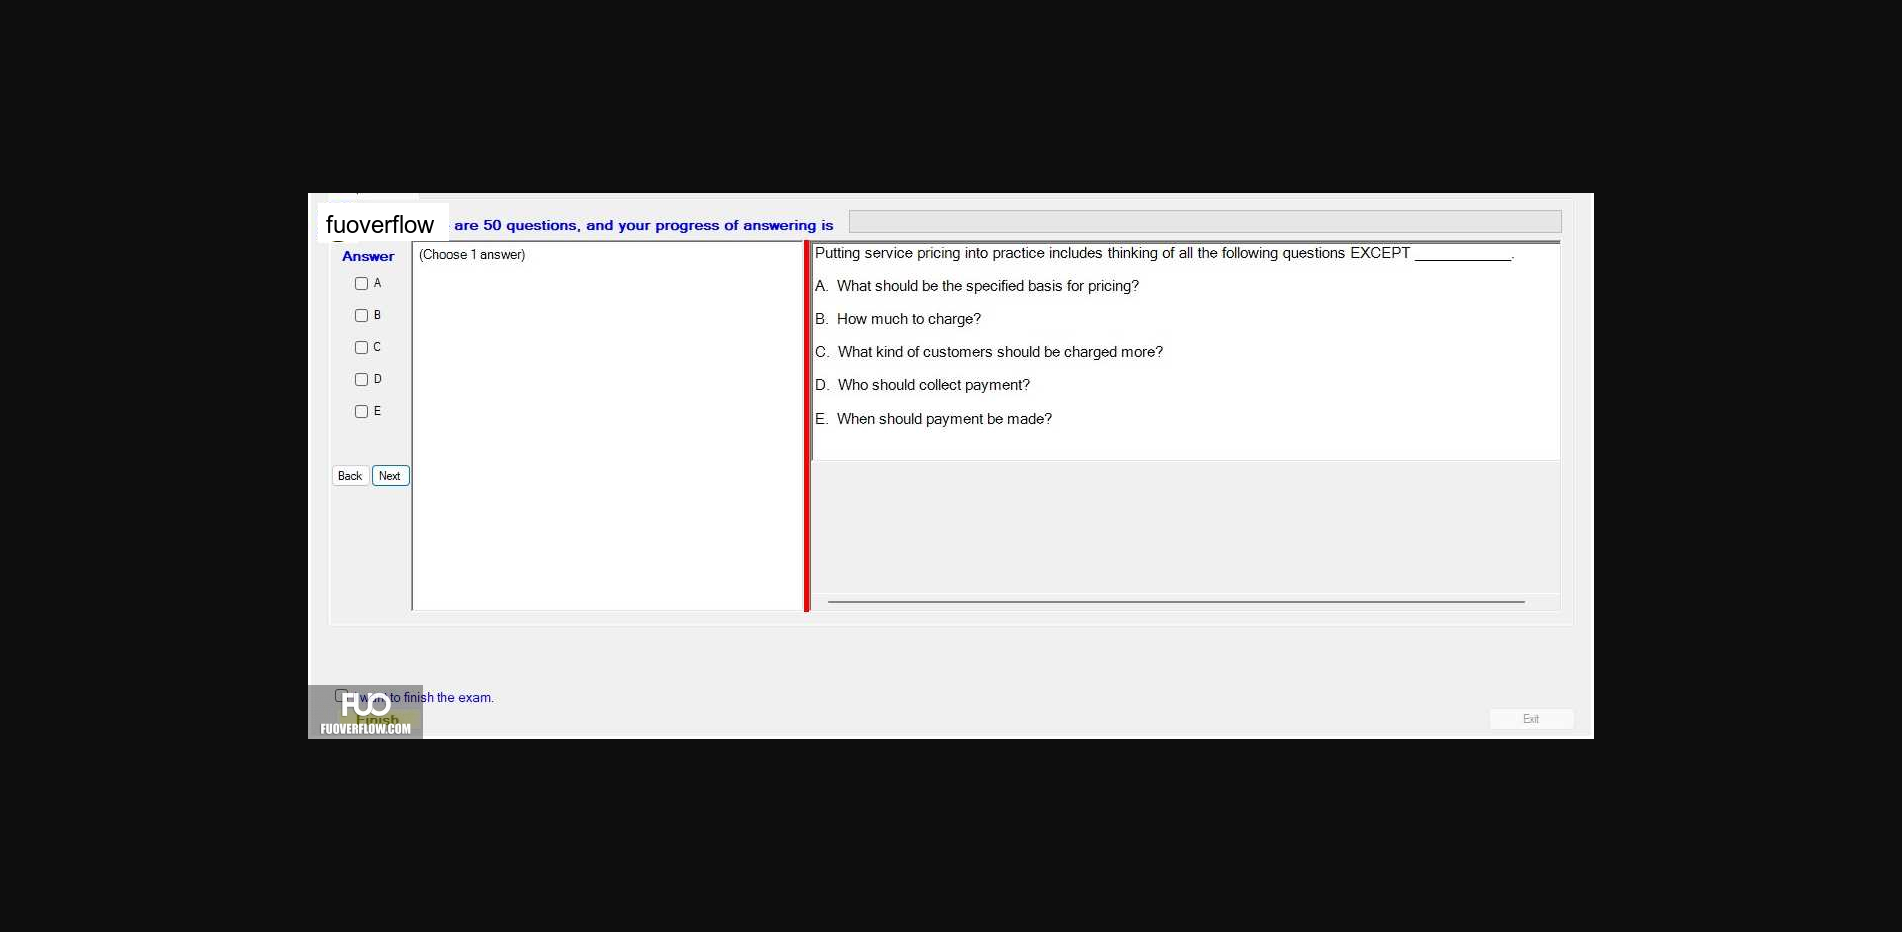 fuoverflow are 50 questions, and your progress of answering is
Answer
(Choose 1 answer)
A
B
C
D
E
Back Next
Putting service pricing into practice includes thinking of all the following questions EXCEPT ____________.
A. What should be the specified basis for pricing?
B. How much to charge?
C. What kind of customers should be charged more?
D. Who should collect payment?
E. When should payment be made?
want to finish the exam.
Finish
FUO
FUOVERFLOW.COM
Exit